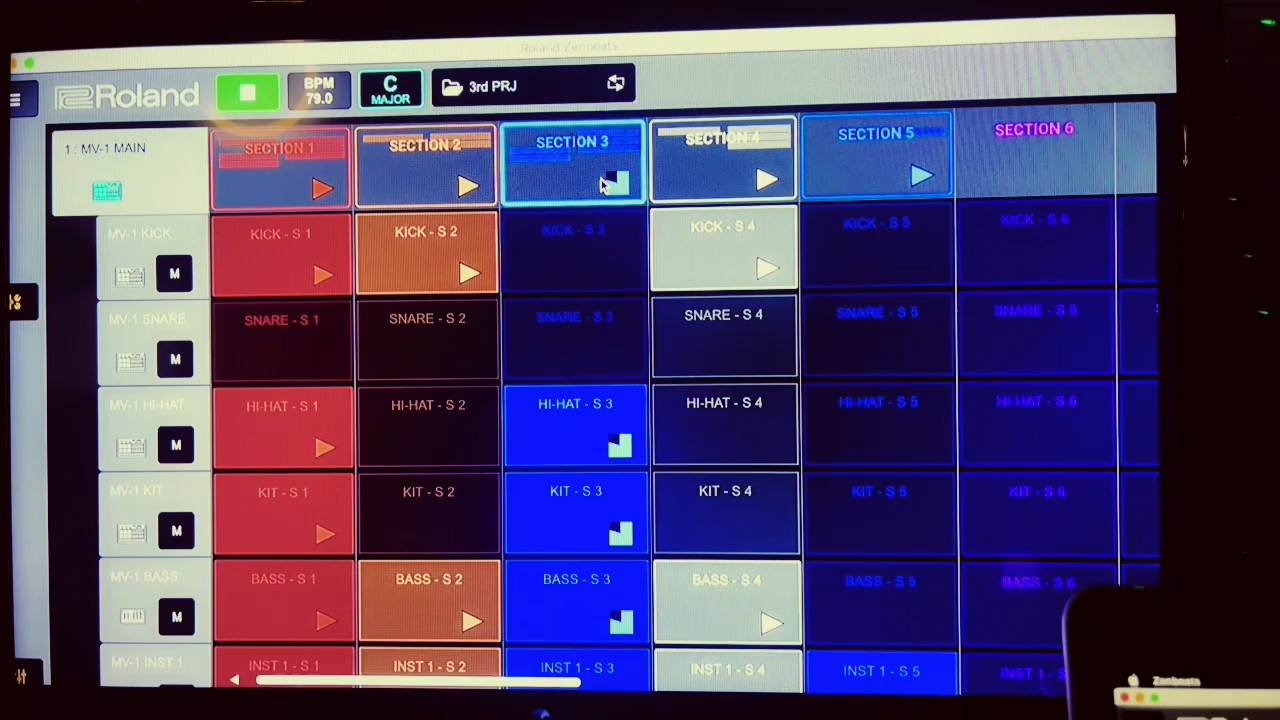 Roland Zenbeats
Roland
BPM
79.0
C
MAJOR
3rd PRJ
1 : MV-1 MAIN
SECTION 1
SECTION 2
SECTION 3
SECTION 4
SECTION 5
SECTION 6
MV-1 KICK
M
KICK - S 1
KICK - S 2
KICK - S 3
KICK - S 4
KICK - S 5
KICK - S 6
MV-1 SNARE
M
SNARE - S 1
SNARE - S 2
SNARE - S 3
SNARE - S 4
SNARE - S 5
SNARE - S 6
MV-1 HI-HAT
M
HI-HAT - S 1
HI-HAT - S 2
HI-HAT - S 3
HI-HAT - S 4
HI-HAT - S 5
HI-HAT - S 6
MV-1 KIT
M
KIT - S 1
KIT - S 2
KIT - S 3
KIT - S 4
KIT - S 5
KIT - S 6
MV-1 BASS
M
BASS - S 1
BASS - S 2
BASS - S 3
BASS - S 4
BASS - S 5
BASS - S 6
MV-1 INST 1
INST 1 - S 1
INST 1 - S 2
INST 1 - S 3
INST 1 - S 4
INST 1 - S 5
INST 1 - S
Zenbeats